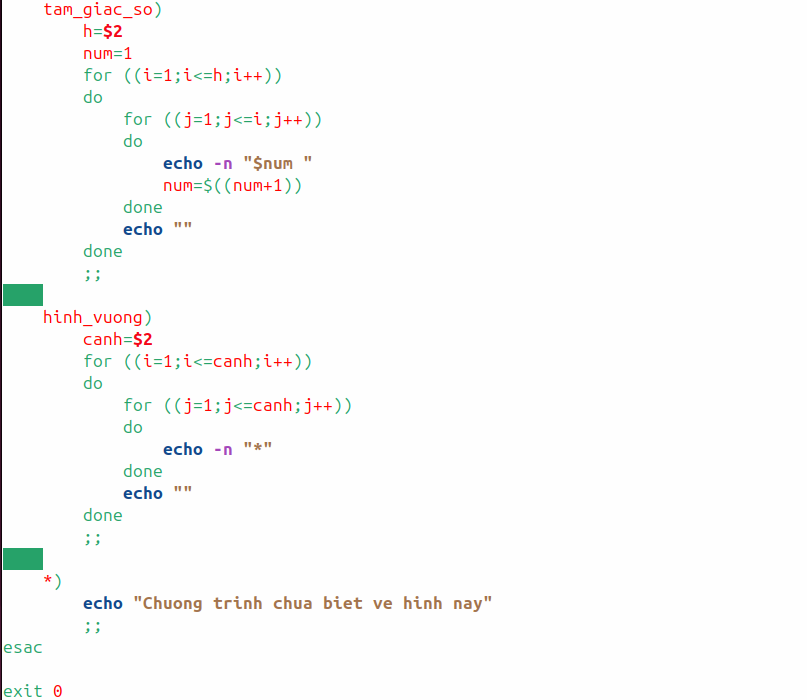 tam_giac_so)
        h=$2
        num=1
        for ((i=1;i<=h;i++))
        do
            for ((j=1;j<=i;j++))
            do
                echo -n "$num "
                num=$((num+1))
            done
            echo ""
        done
        ;;
    hinh_vuong)
        canh=$2
        for ((i=1;i<=canh;i++))
        do
            for ((j=1;j<=canh;j++))
            do
                echo -n "*"
            done
            echo ""
        done
        ;;
    *)
        echo "Chuong trinh chua biet ve hinh nay"
        ;;
esac
exit 0